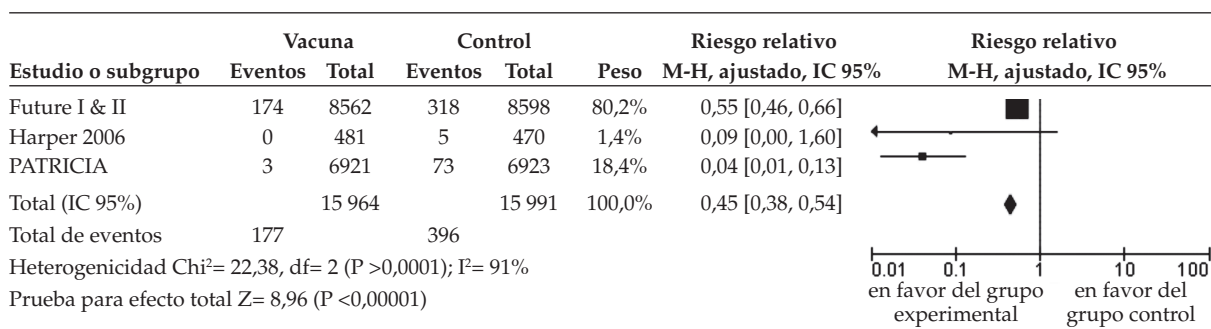 Vacuna Control Riesgo relativo Riesgo relativo
Estudio o subgrupo Eventos Total Eventos Total Peso M-H, ajustado, IC 95% M-H, ajustado, IC 95%
Future I & II 174 8562 318 8598 80,2% 0,55 [0,46, 0,66]
Harper 2006 0 481 5 470 1,4% 0,09 [0,00, 1,60]
PATRICIA 3 6921 73 6923 18,4% 0,04 [0,01, 0,13]
Total (IC 95%) 15 964 15 991 100,0% 0,45 [0,38, 0,54]
Total de eventos 177 396
Heterogenicidad Chi²= 22,38, df= 2 (P >0,0001); I²= 91%
Prueba para efecto total Z= 8,96 (P <0,00001)
0.01 0.1 1 10 100
en favor del grupo experimental
en favor del grupo control